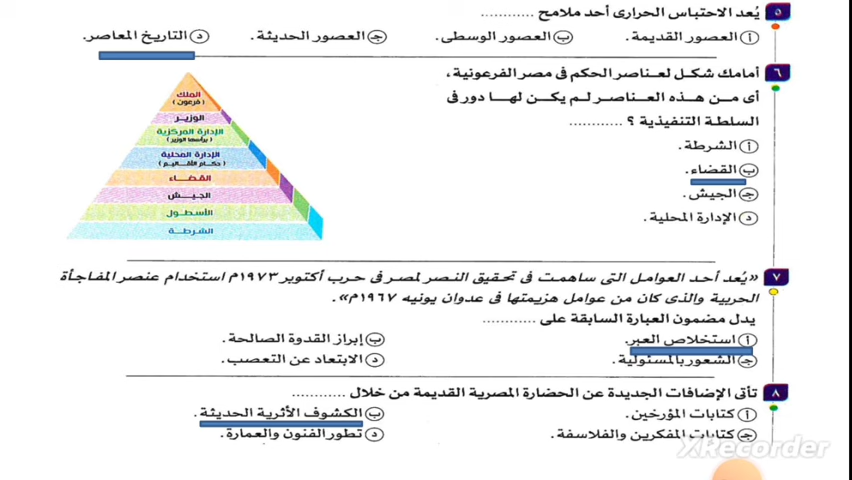 ٥ يُعد الاحتباس الحرارى أحد ملامح ............
أ العصور القديمة. ب العصور الوسطى. جـ العصور الحديثة. د التاريخ المعاصر.
٦ أمامك شكل لعناصر الحكم فى مصر الفرعونية،
أى من هذه العناصر لم يكن لها دور فى
السلطة التنفيذية ؟ ............
أ الشرطة.
ب القضاء.
جـ الجيش.
د الإدارة المحلية.
الملك
(فرعون)
الوزير
الإدارة المركزية
(يرأسها الوزير)
الإدارة المحلية
(حكام الأقاليم)
القضاء
الجيش
الأسطول
الشرطة
٧ «يُعد أحد العوامل التى ساهمت فى تحقيق النصر لمصر فى حرب أكتوبر ١٩٧٣م استخدام عنصر المفاجأة
الحربية والذى كان من عوامل هزيمتها فى عدوان يونيه ١٩٦٧م».
يدل مضمون العبارة السابقة على ............
أ استخلاص العبر. ب إبراز القدوة الصالحة.
جـ الشعور بالمسئولية. د الابتعاد عن التعصب.
٨ تأتى الإضافات الجديدة عن الحضارة المصرية القديمة من خلال ............
أ كتابات المؤرخين. ب الكشوف الأثرية الحديثة.
جـ كتابات المفكرين والفلاسفة. د تطور الفنون والعمارة.
XRecorder